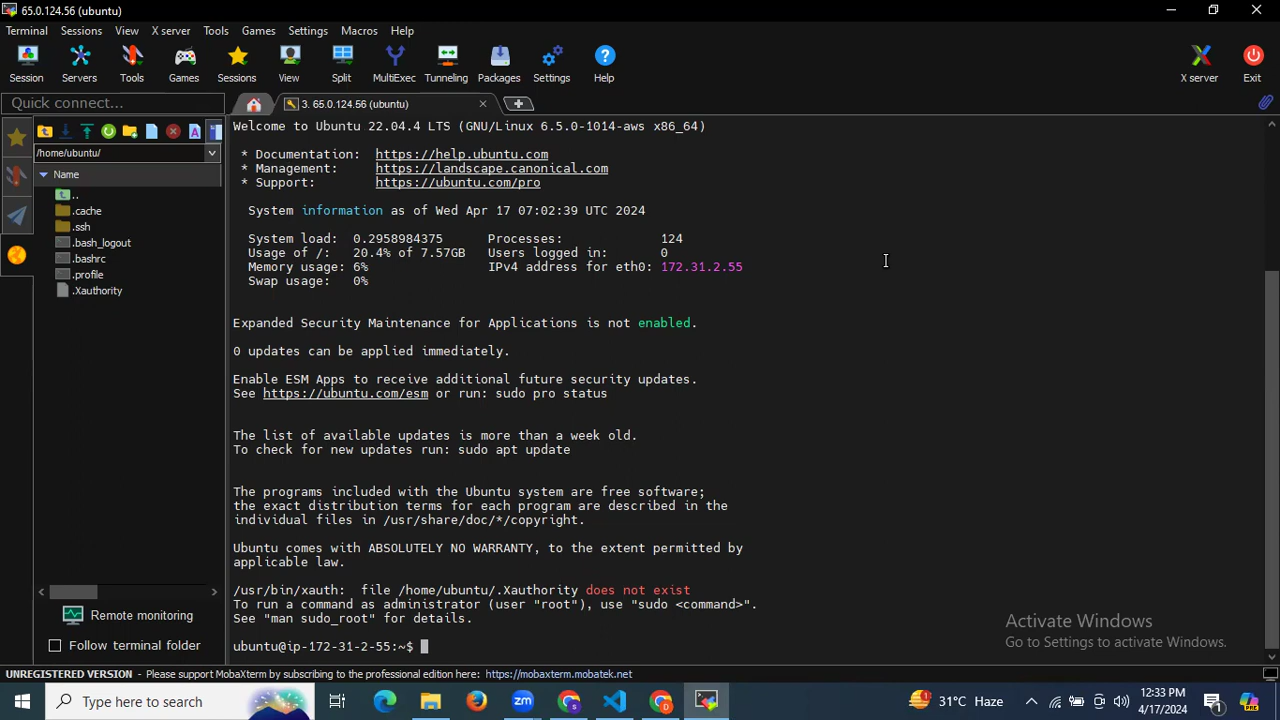 65.0.124.56 (ubuntu)
Terminal Sessions View X server Tools Games Settings Macros Help
Session Servers Tools Games Sessions View Split MultiExec Tunneling Packages Settings Help X server Exit
Quick connect...
3. 65.0.124.56 (ubuntu)
/home/ubuntu/
Name
..
.cache
.ssh
.bash_logout
.bashrc
.profile
.Xauthority
Remote monitoring
Follow terminal folder
Welcome to Ubuntu 22.04.4 LTS (GNU/Linux 6.5.0-1014-aws x86_64)
* Documentation: https://help.ubuntu.com
* Management: https://landscape.canonical.com
* Support: https://ubuntu.com/pro
System information as of Wed Apr 17 07:02:39 UTC 2024
System load: 0.2958984375 Processes: 124
Usage of /: 20.4% of 7.57GB Users logged in: 0
Memory usage: 6% IPv4 address for eth0: 172.31.2.55
Swap usage: 0%
Expanded Security Maintenance for Applications is not enabled.
0 updates can be applied immediately.
Enable ESM Apps to receive additional future security updates.
See https://ubuntu.com/esm or run: sudo pro status
The list of available updates is more than a week old.
To check for new updates run: sudo apt update
The programs included with the Ubuntu system are free software;
the exact distribution terms for each program are described in the
individual files in /usr/share/doc/*/copyright.
Ubuntu comes with ABSOLUTELY NO WARRANTY, to the extent permitted by
applicable law.
/usr/bin/xauth: file /home/ubuntu/.Xauthority does not exist
To run a command as administrator (user "root"), use "sudo <command>".
See "man sudo_root" for details.
ubuntu@ip-172-31-2-55:~$
Activate Windows
Go to Settings to activate Windows.
UNREGISTERED VERSION - Please support MobaXterm by subscribing to the professional edition here: https://mobaxterm.mobatek.net
Type here to search
31°C Haze
12:33 PM
4/17/2024